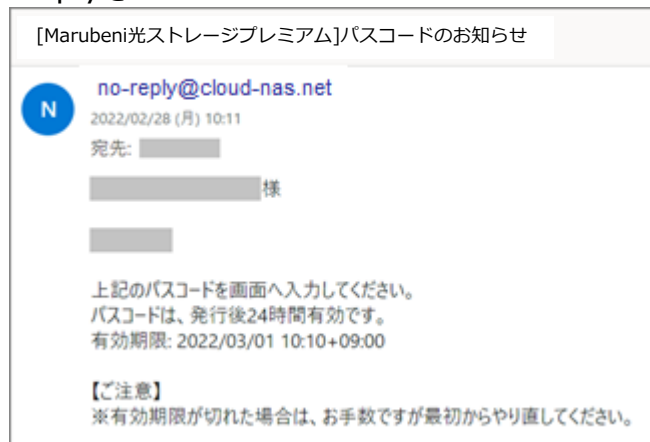 [Marubeni光ストレージプレミアム]パスコードのお知らせ
N
no-reply@cloud-nas.net
2022/02/28 (月) 10:11
宛先:
様
上記のパスコードを画面へ入力してください。
パスコードは、発行後24時間有効です。
有効期限: 2022/03/01 10:10+09:00
【ご注意】
※有効期限が切れた場合は、お手数ですが最初からやり直してください。